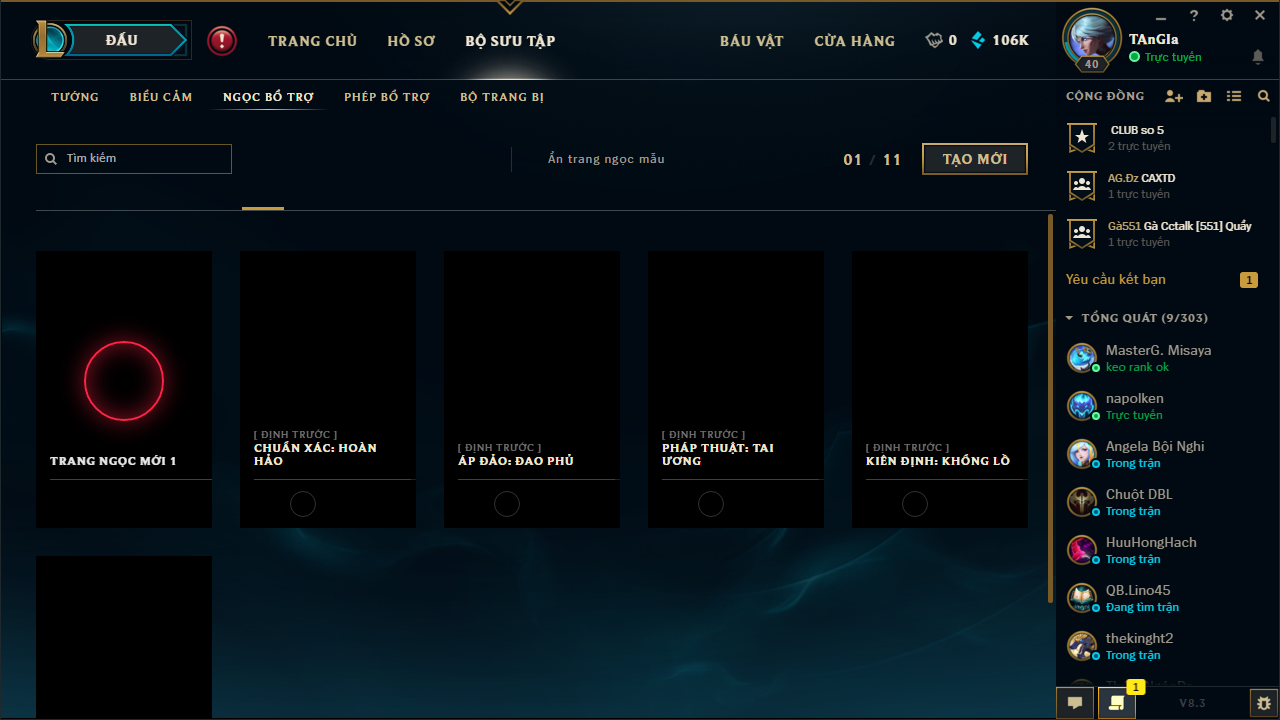 ĐẤU
TRANG CHỦ
HỒ SƠ
BỘ SƯU TẬP
BÁU VẬT
CỬA HÀNG
0
106K
40
TAnGIa
Trực tuyến
TƯỚNG
BIỂU CẢM
NGỌC BỔ TRỢ
PHÉP BỔ TRỢ
BỘ TRANG BỊ
CỘNG ĐỒNG
Tìm kiếm
Ẩn trang ngọc mẫu
01 / 11
TẠO MỚI
TRANG NGỌC MỚI 1
[ ĐỊNH TRƯỚC ]
CHUẨN XÁC: HOÀN
HẢO
[ ĐỊNH TRƯỚC ]
ÁP ĐẢO: ĐAO PHỦ
[ ĐỊNH TRƯỚC ]
PHÁP THUẬT: TAI
ƯƠNG
[ ĐỊNH TRƯỚC ]
KIÊN ĐỊNH: KHỔNG LỒ
CLUB so 5
2 trực tuyến
AG.Đz CAXTD
1 trực tuyến
Gà551 Gà Cctalk [551] Quẩy
1 trực tuyến
Yêu cầu kết bạn
1
TỔNG QUÁT (9/303)
MasterG. Misaya
keo rank ok
napolken
Trực tuyến
Angela Bội Nghi
Trong trận
Chuột DBL
Trong trận
HuuHongHach
Trong trận
QB.Lino45
Đang tìm trận
thekinght2
Trong trận
1
V8.3